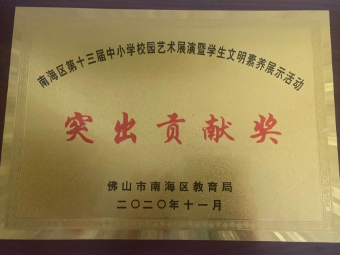 南海区第十三届中小学校园艺术展演暨学生文明素养展示活动
突出贡献奖
佛山市南海区教育局
二〇二〇年十一月